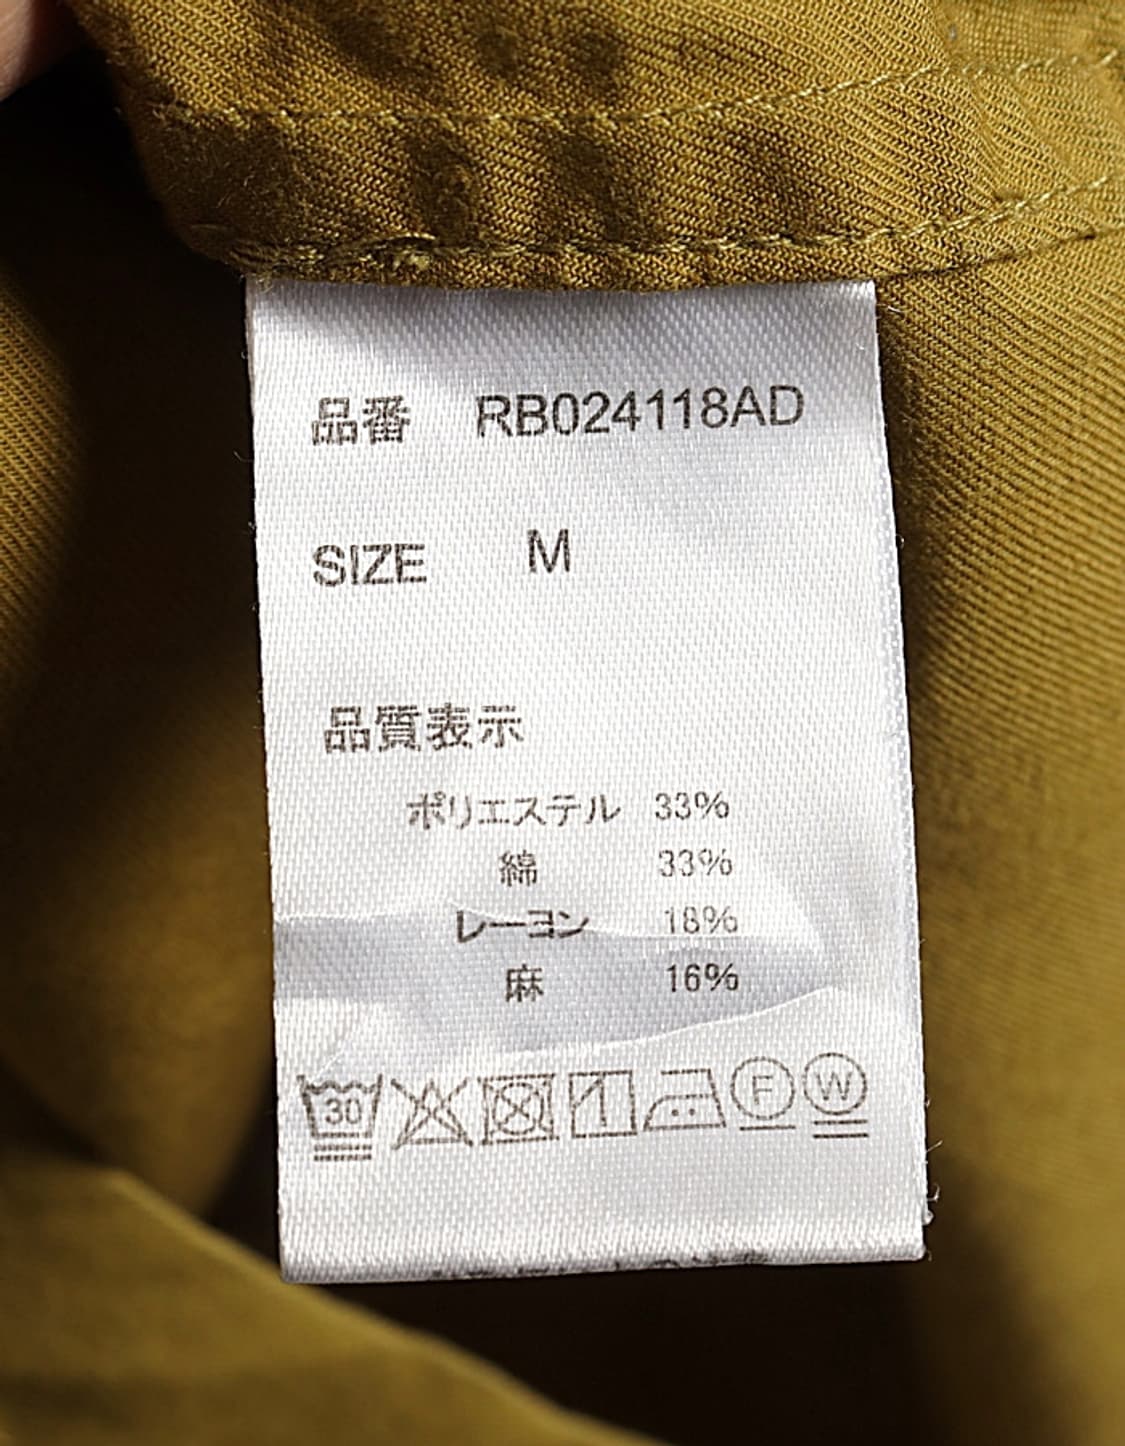 品番 RB024118AD
SIZE M
品質表示
ポリエステル 33%
綿 33%
レーヨン 18%
麻 16%
30 F W